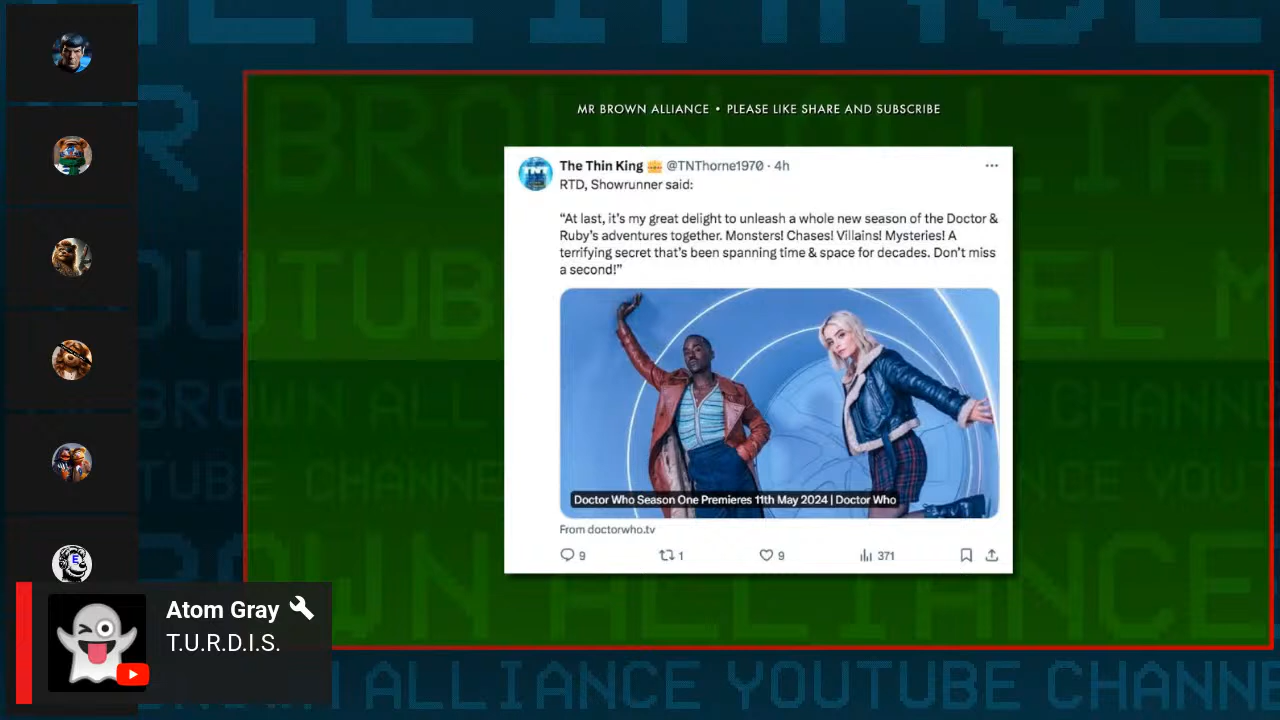 MR BROWN ALLIANCE • PLEASE LIKE SHARE AND SUBSCRIBE
The Thin King 👑 @TNThorne1970 · 4h
RTD, Showrunner said:
“At last, it’s my great delight to unleash a whole new season of the Doctor &
Ruby’s adventures together. Monsters! Chases! Villains! Mysteries! A
terrifying secret that’s been spanning time & space for decades. Don’t miss
a second!”
Doctor Who Season One Premieres 11th May 2024 | Doctor Who
From doctorwho.tv
9 1 9 371
Atom Gray
T.U.R.D.I.S.
ALLIANCE YOUTUBE CHANNE